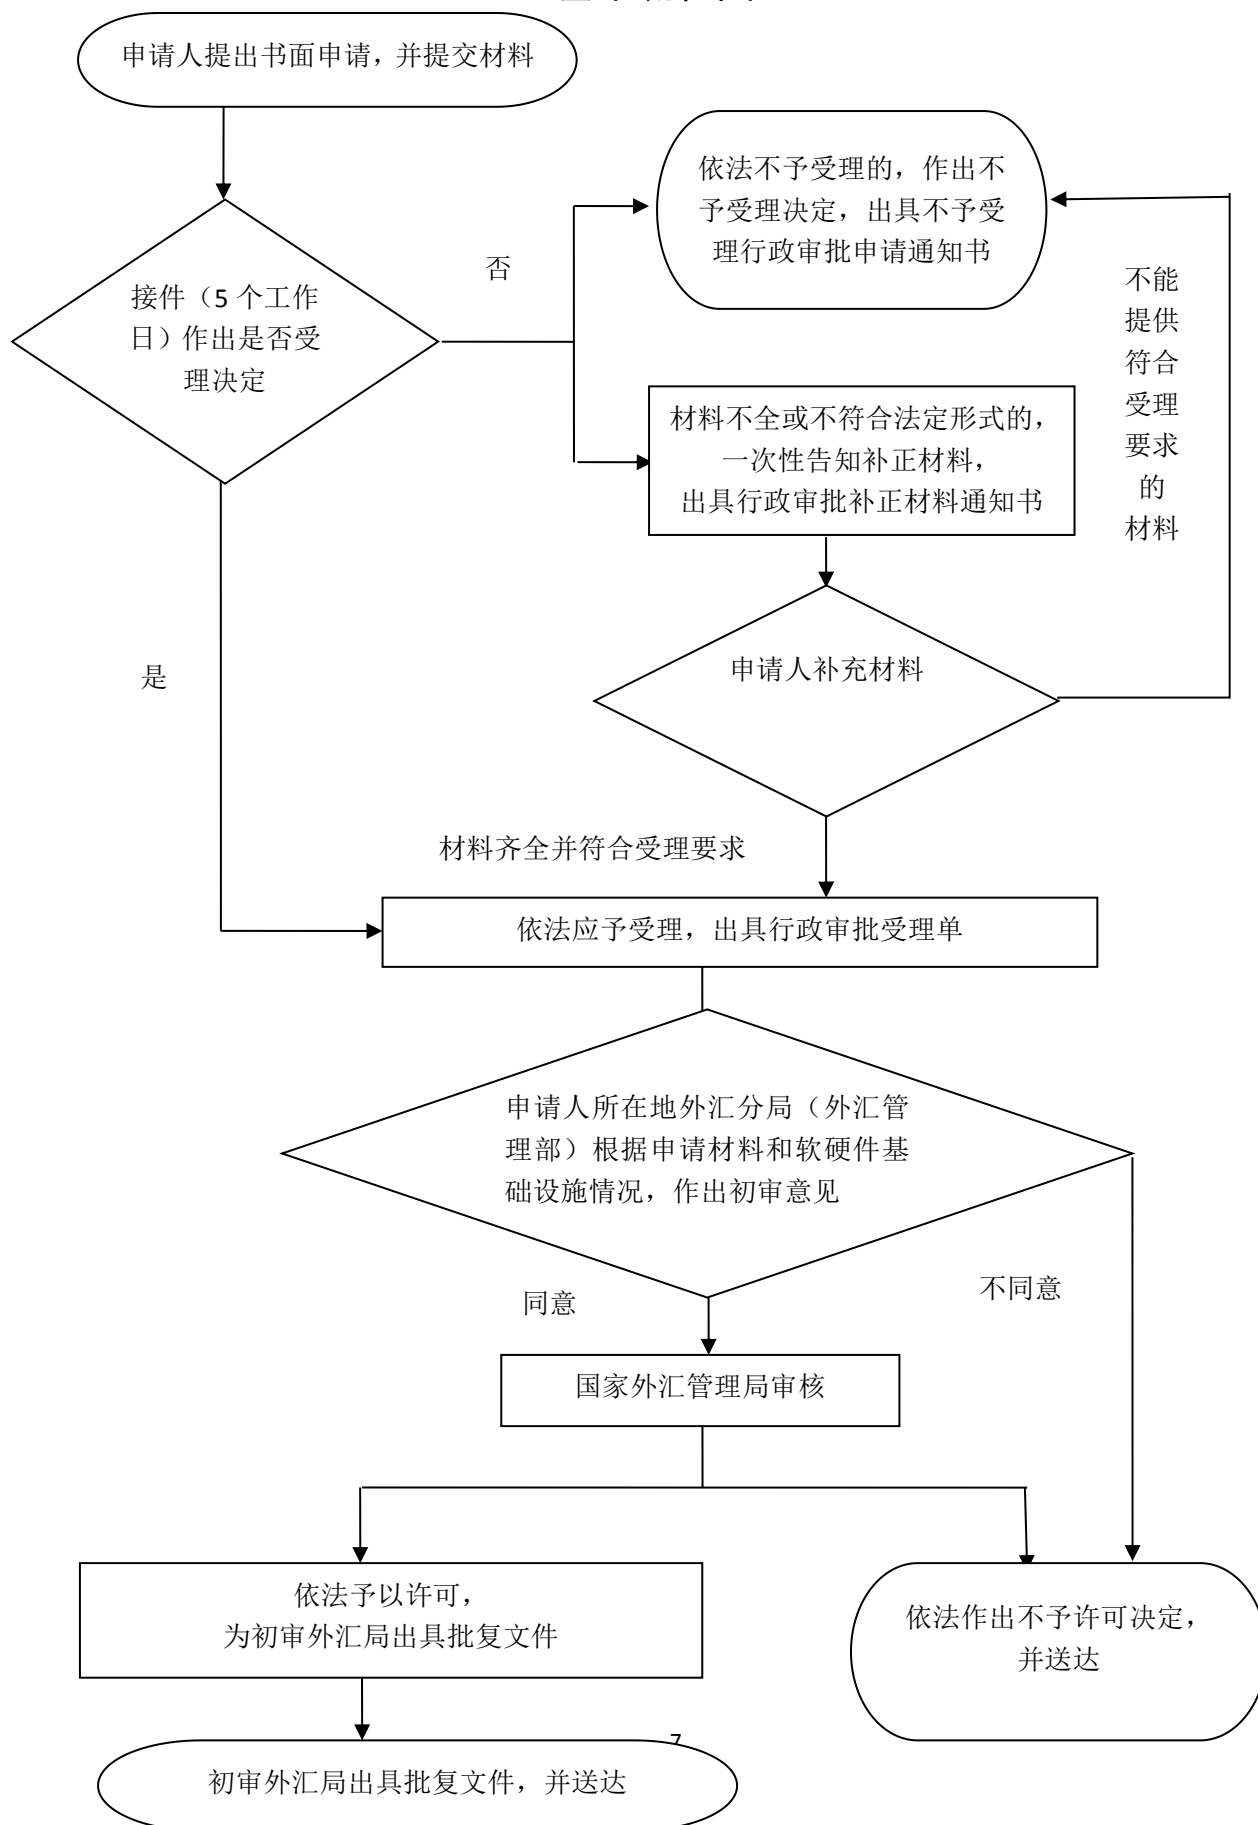 申请人提出书面申请，并提交材料
依法不予受理的，作出不
予受理决定，出具不予受
理行政审批申请通知书
否
接件（5 个工作
日）作出是否受
理决定
不能
提供
符合
受理
要求
的
材料
材料不全或不符合法定形式的，
一次性告知补正材料，
出具行政审批补正材料通知书
是
申请人补充材料
材料齐全并符合受理要求
依法应予受理，出具行政审批受理单
申请人所在地外汇分局（外汇管
理部）根据申请材料和软硬件基
础设施情况，作出初审意见
同意
不同意
国家外汇管理局审核
依法予以许可，
为初审外汇局出具批复文件
依法作出不予许可决定，
并送达
7
初审外汇局出具批复文件，并送达